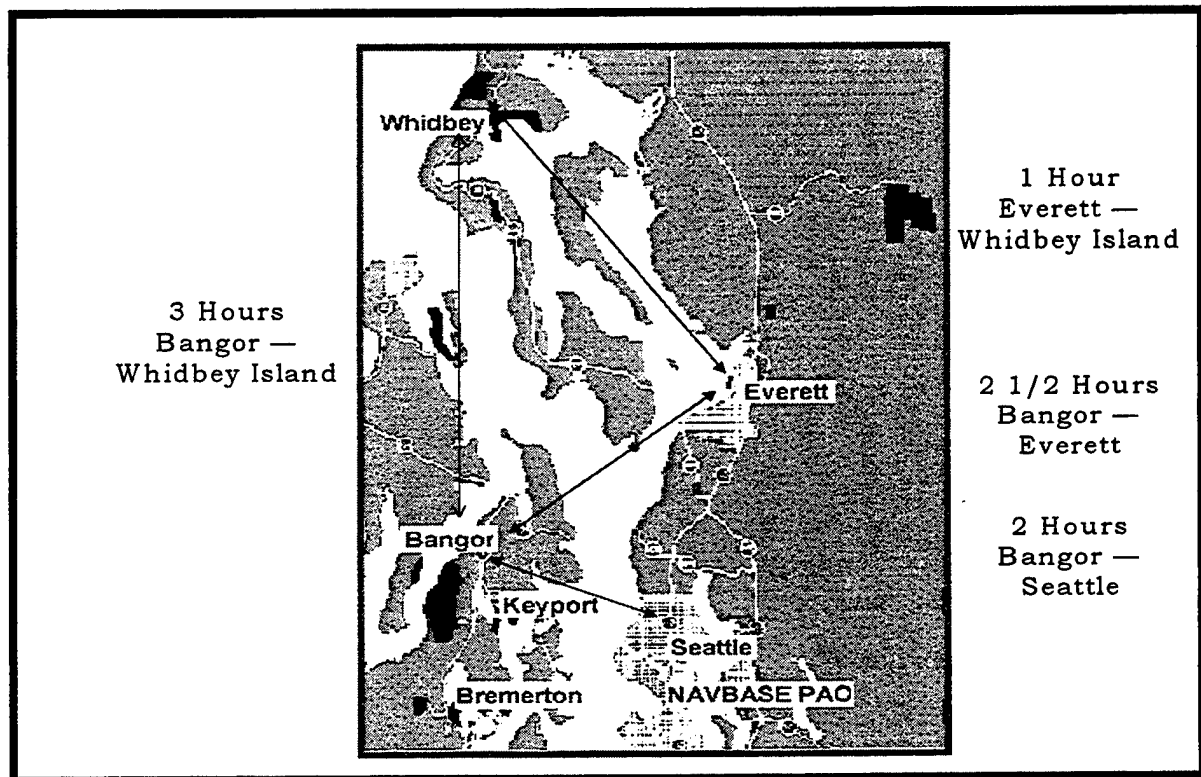 3 Hours
Bangor —
Whidbey Island
Whidbey
Everett
Bangor
Keyport
Seattle
Bremerton
NAVBASE PAO
1 Hour
Everett —
Whidbey Island
2 1/2 Hours
Bangor —
Everett
2 Hours
Bangor —
Seattle